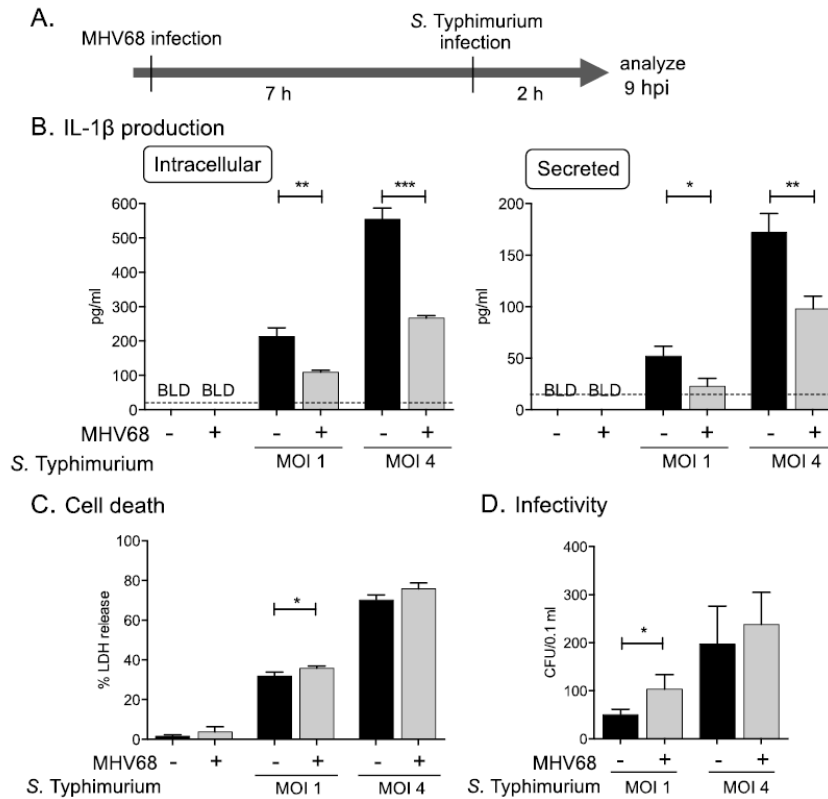 A.
MHV68 infection
S. Typhimurium
infection
7 h
2 h
analyze
9 hpi
B. IL-1β production
Intracellular
Secreted
** ***
* **
600
500
400
300
200
100
0
pg/ml
BLD BLD
200
150
100
50
0
pg/ml
BLD BLD
MHV68 - + - + - +
- + - + - +
S. Typhimurium MOI 1 MOI 4
MOI 1 MOI 4
C. Cell death
100
80
60
40
20
0
% LDH release
*
MHV68 - + - + - +
S. Typhimurium MOI 1 MOI 4
D. Infectivity
400
300
200
100
0
CFU/0.1 ml
*
MHV68 - + - +
S. Typhimurium MOI 1 MOI 4